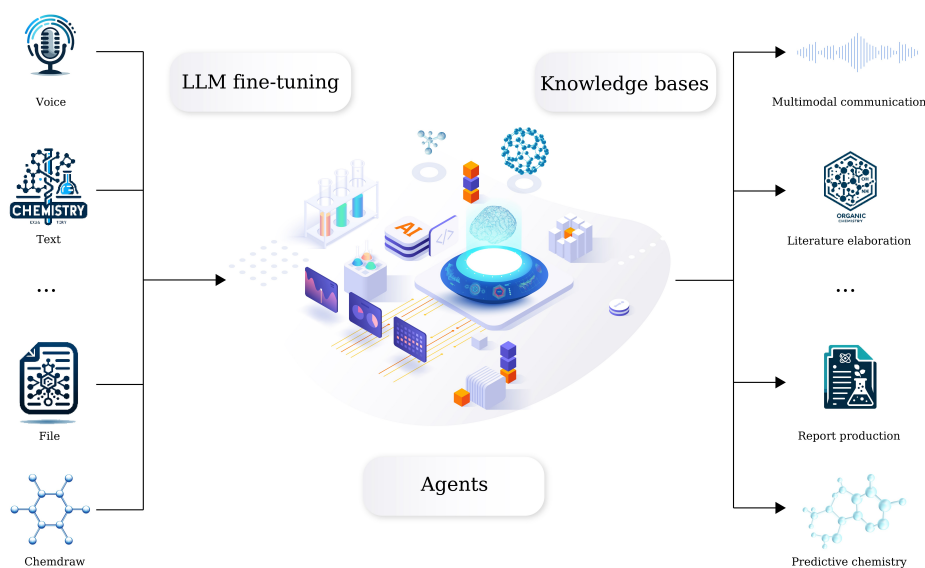 Voice
CHEMISTRY
Text
...
File
Chemdraw
LLM fine-tuning
Knowledge bases
AI
</>
Agents
Multimodal communication
ORGANIC
CHEMISTRY
Literature elaboration
...
Report production
Predictive chemistry